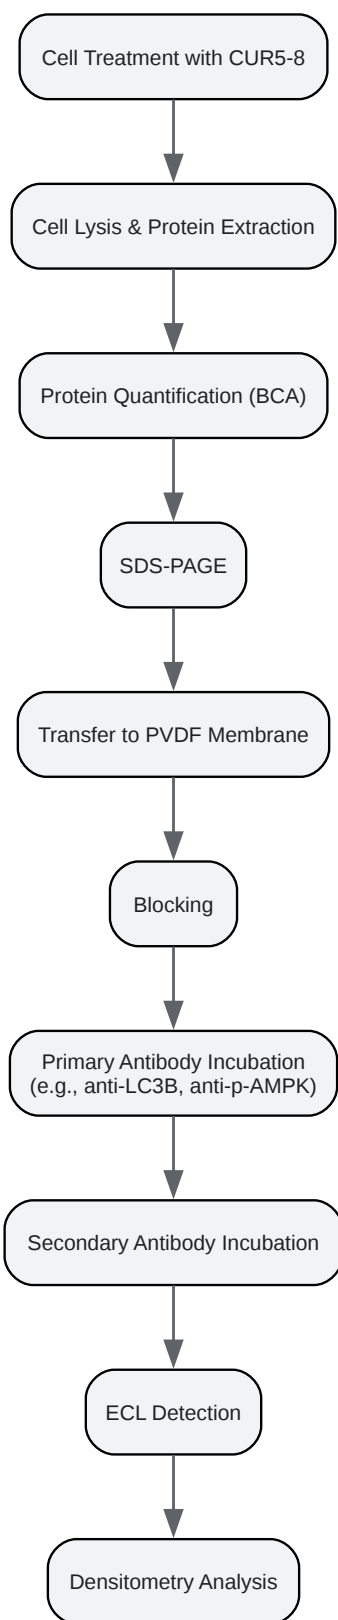 Cell Treatment with CUR5-8
Cell Lysis & Protein Extraction
Protein Quantification (BCA)
SDS-PAGE
Transfer to PVDF Membrane
Blocking
Primary Antibody Incubation
(e.g., anti-LC3B, anti-p-AMPK)
Secondary Antibody Incubation
ECL Detection
Densitometry Analysis